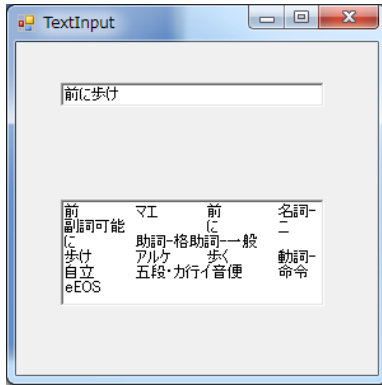 TextInput
前に歩け
前 マエ 前 名詞-
副詞可能 に ニ
に 助詞-格助詞-一般
歩け アルケ 歩く 動詞-
自立 五段・カ行イ音便 命令
eEOS